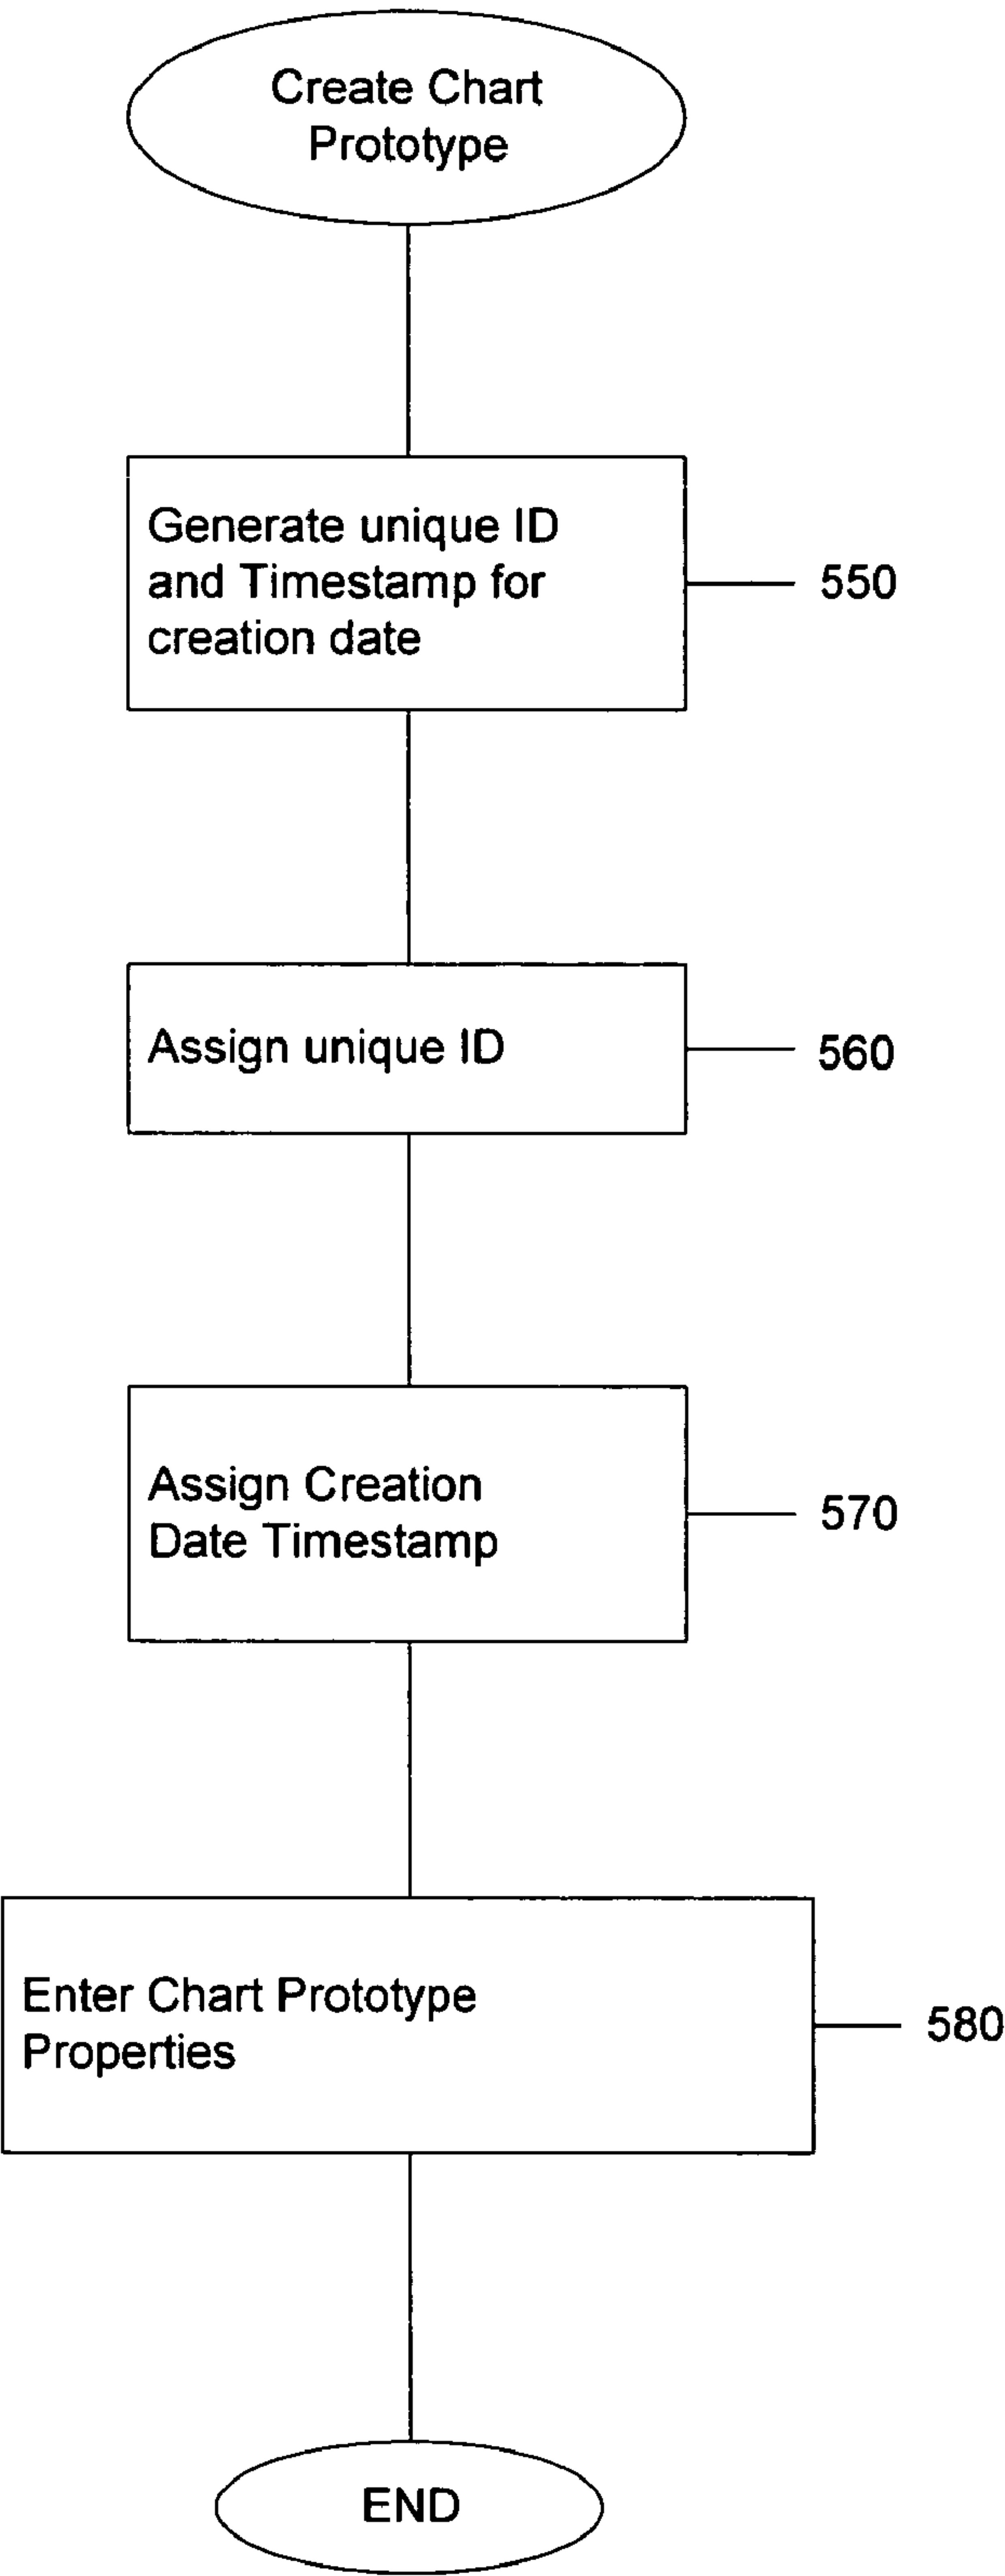 Create Chart
Prototype
Generate unique ID
and Timestamp for
creation date
550
Assign unique ID
560
Assign Creation
Date Timestamp
570
Enter Chart Prototype
Properties
580
END